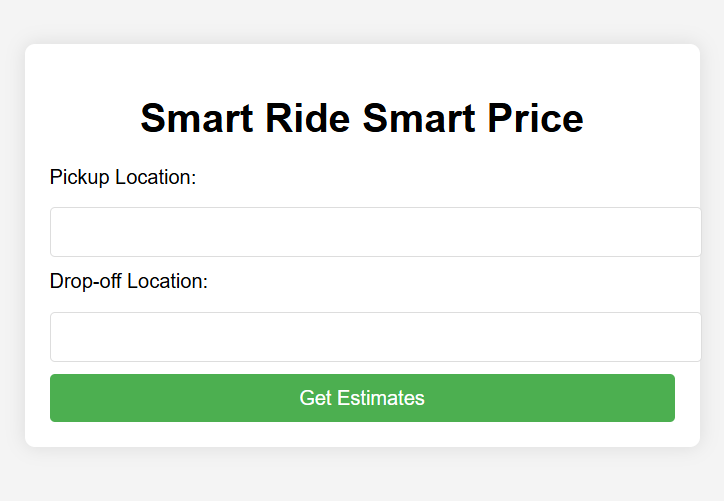 Smart Ride Smart Price
Pickup Location:
Drop-off Location:
Get Estimates